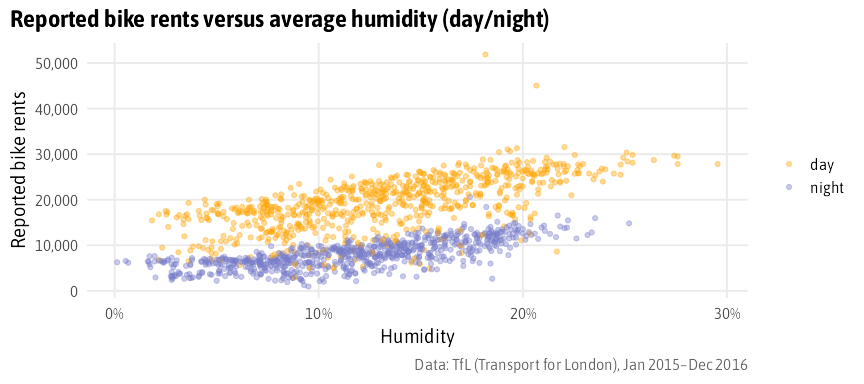 Reported bike rents versus average humidity (day/night)
Reported bike rents
50,000
40,000
30,000
20,000
10,000
0
0%
10%
20%
30%
Humidity
day
night
Data: TfL (Transport for London), Jan 2015–Dec 2016